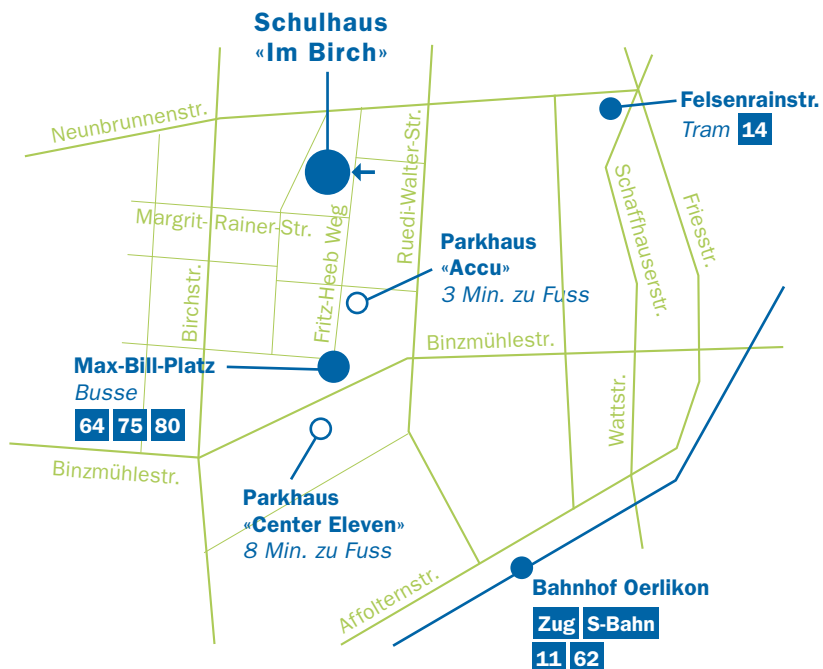 Schulhaus
«Im Birch»
Neunbrunnenstr.
Felsenrainstr.
Tram 14
Margrit- Rainer-Str.
Fritz-Heeb Weg
Ruedi-Walter-Str.
Schaffhauserstr.
Friesstr.
Birchstr.
Parkhaus
«Accu»
3 Min. zu Fuss
Binzmühlestr.
Max-Bill-Platz
Busse
64 75 80
Wattstr.
Binzmühlestr.
Parkhaus
«Center Eleven»
8 Min. zu Fuss
Affolternstr.
Bahnhof Oerlikon
Zug S-Bahn
11 62